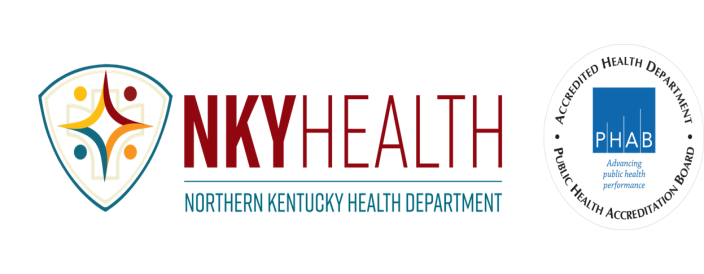 NKYHEALTH
NORTHERN KENTUCKY HEALTH DEPARTMENT
ACCREDITED HEALTH DEPARTMENT
PHAB
Advancing
public health
performance
PUBLIC HEALTH ACCREDITATION BOARD